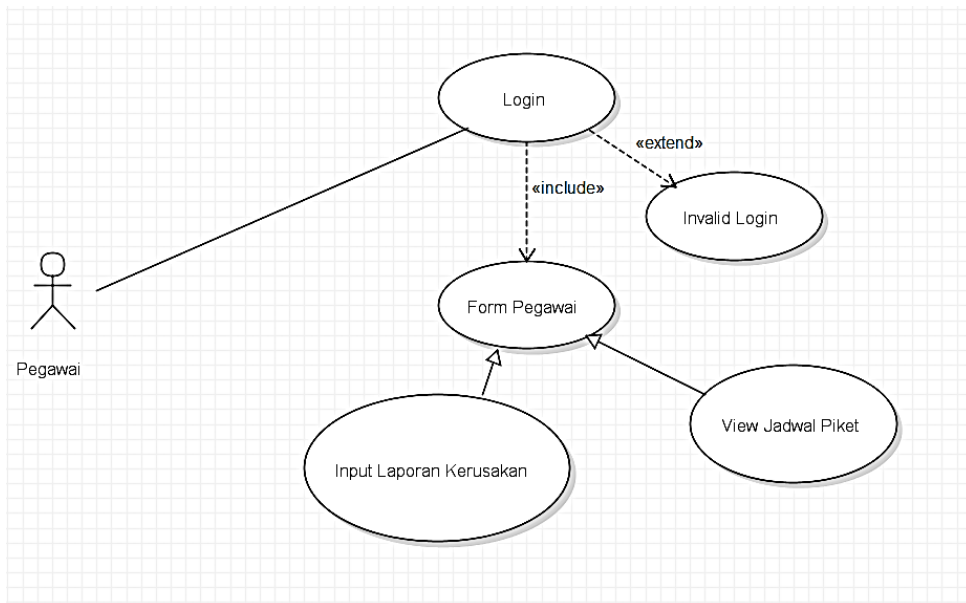 Login
«extend»
«include»
Invalid Login
Form Pegawai
Pegawai
View Jadwal Piket
Input Laporan Kerusakan